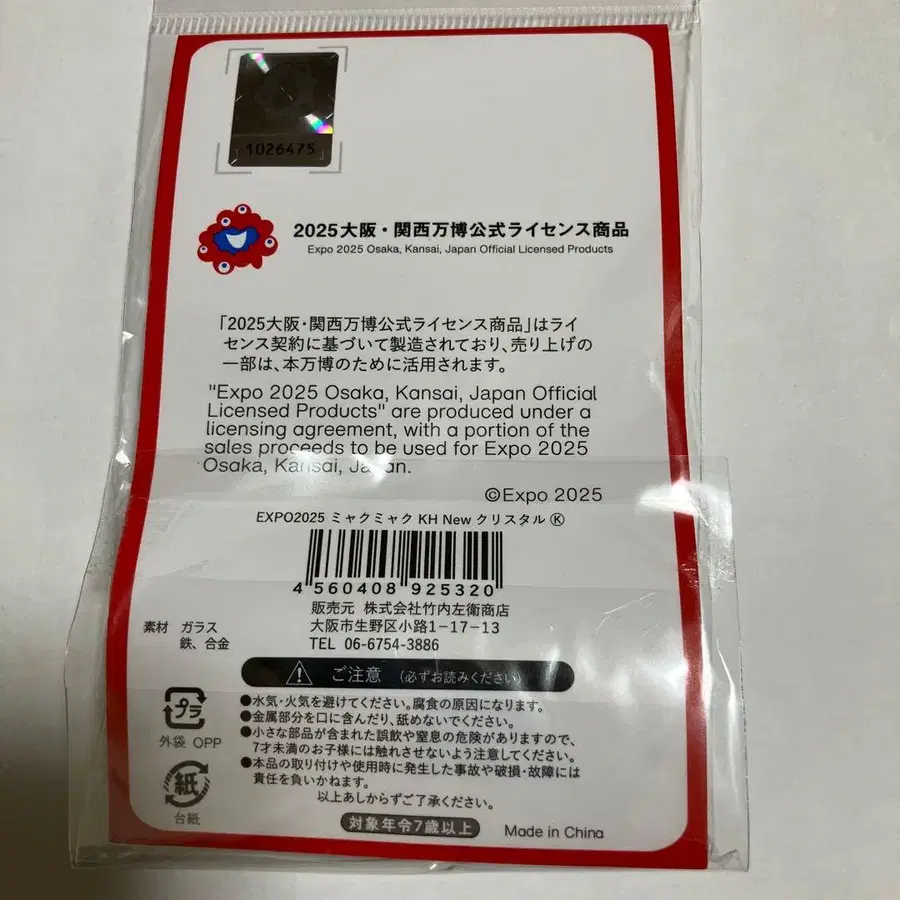 1026475
2025大阪・関西万博公式ライセンス商品
Expo 2025 Osaka, Kansai, Japan Official Licensed Products
「2025大阪・関西万博公式ライセンス商品」はライ
センス契約に基づいて製造されており、売り上げの
一部は、本万博のために活用されます。
"Expo 2025 Osaka, Kansai, Japan Official
Licensed Products" are produced under a
licensing agreement, with a portion of the
sales proceeds to be used for Expo 2025
Osaka, Kansai, Japan.
©Expo 2025
EXPO2025 ミャクミャク KH New クリスタル Ⓚ
4 560408 925320
販売元 株式会社竹内左衛商店
大阪市生野区小路1-17-13
TEL 06-6754-3886
素材 ガラス
鉄、合金
ご注意 (必ずお読みください)
●水気・火気を避けてください。腐食の原因になります。
●金属部分を口に含んだり、舐めないでください。
●小さな部品が含まれた誤飲や窒息の危険がありますので、
7才未満のお子様には触れさせないよう注意してください。
●本品の取り付けや使用時に発生した事故や破損・故障には
責任を負いかねます。
以上あしからずご了承ください。
プラ
外袋 OPP
紙
台紙
対象年令7歳以上
Made in China